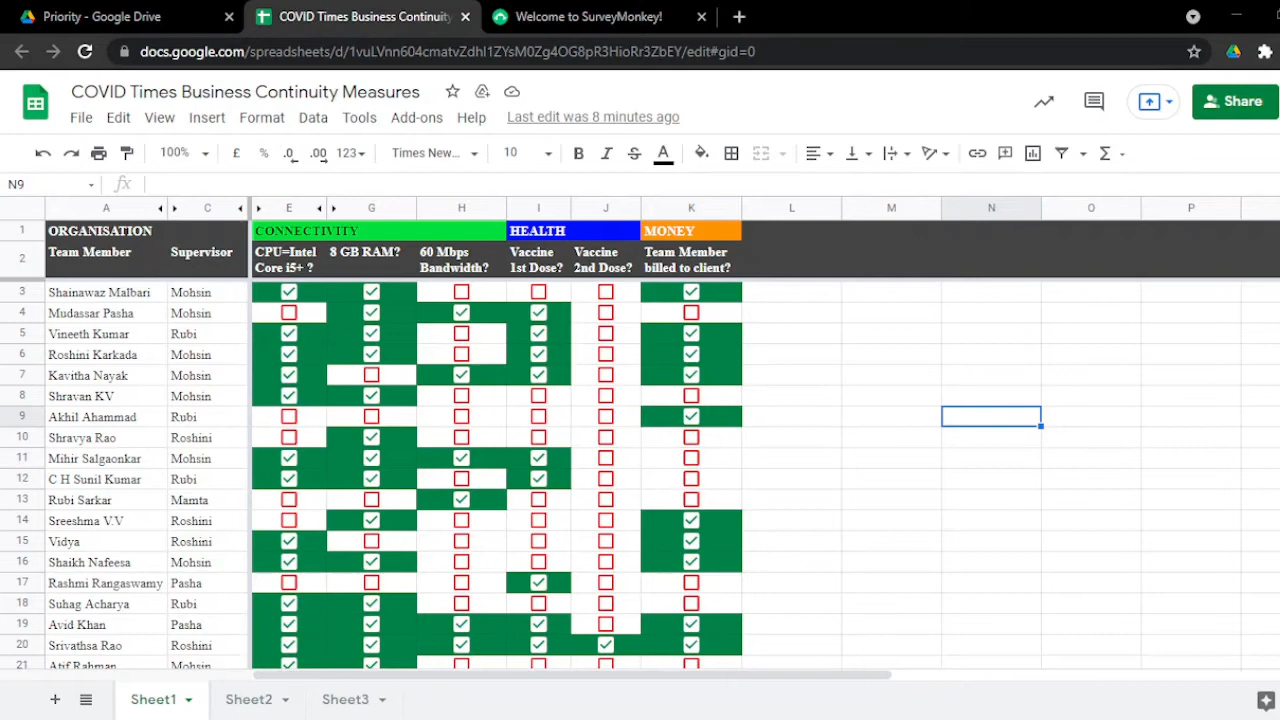 Priority - Google Drive
COVID Times Business Continuity
Welcome to SurveyMonkey!
docs.google.com/spreadsheets/d/1vuLVnn604cmatvZdhl1ZYsM0Zg4OG8pR3HioRr3ZbEY/edit#gid=0
COVID Times Business Continuity Measures
File Edit View Insert Format Data Tools Add-ons Help Last edit was 8 minutes ago
Share
100% £ % .0 .00 123 Times New... 10 B I S A Σ
N9 fx
A C E G H I J K L M N O P
1 ORGANISATION CONNECTIVITY HEALTH MONEY
2 Team Member Supervisor CPU=Intel Core i5+ ? 8 GB RAM? 60 Mbps Bandwidth? Vaccine 1st Dose? Vaccine 2nd Dose? Team Member billed to client?
3 Shainawaz Malbari Mohsin
4 Mudassar Pasha Mohsin
5 Vineeth Kumar Rubi
6 Roshini Karkada Mohsin
7 Kavitha Nayak Mohsin
8 Shravan KV Mohsin
9 Akhil Ahammad Rubi
10 Shravya Rao Roshini
11 Mihir Salgaonkar Mohsin
12 C H Sunil Kumar Rubi
13 Rubi Sarkar Mamta
14 Sreeshma V.V Roshini
15 Vidya Roshini
16 Shaikh Nafeesa Mohsin
17 Rashmi Rangaswamy Pasha
18 Suhag Acharya Rubi
19 Avid Khan Pasha
20 Srivathsa Rao Roshini
21 Atif Rahman Mohsin
Sheet1 Sheet2 Sheet3